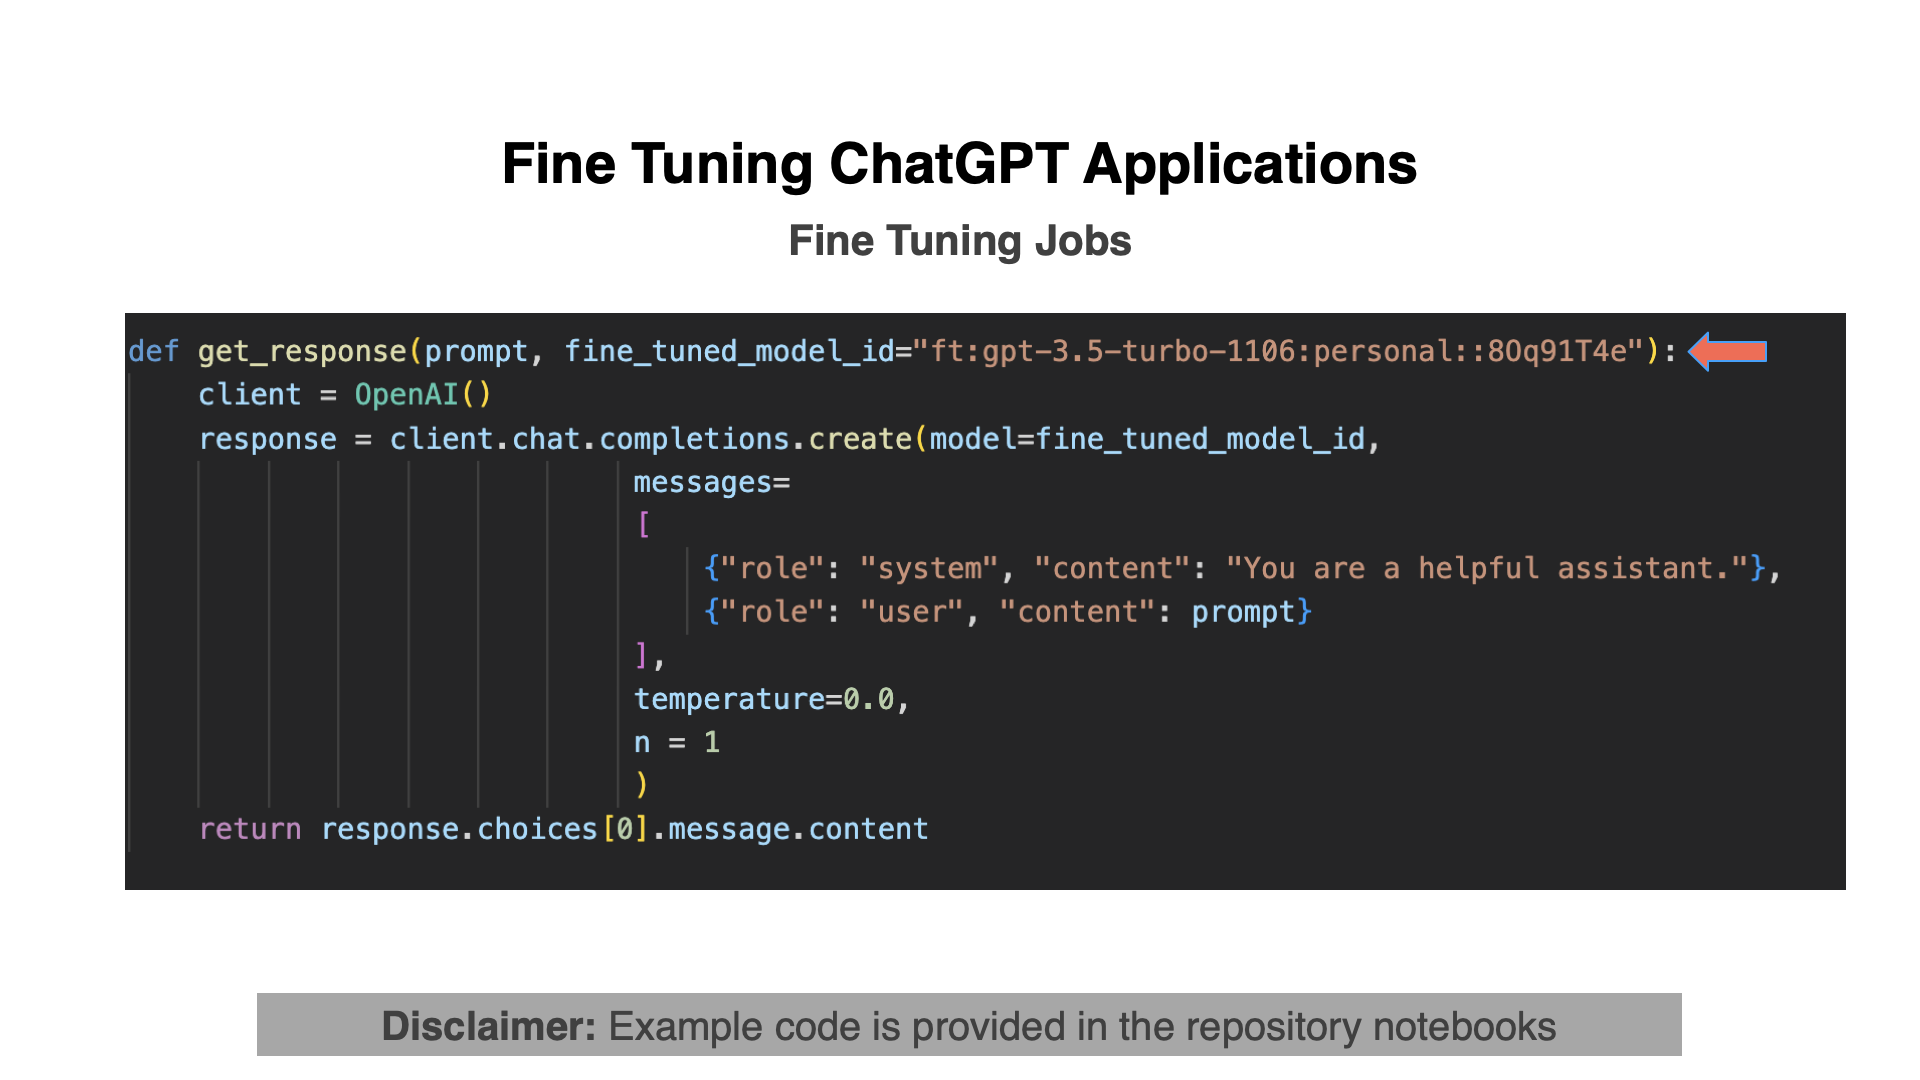 Fine Tuning ChatGPT Applications
Fine Tuning Jobs
def get_response(prompt, fine_tuned_model_id="ft:gpt-3.5-turbo-1106:personal::8Oq91T4e"):
client = OpenAI()
response = client.chat.completions.create(model=fine_tuned_model_id,
messages=
[
{"role": "system", "content": "You are a helpful assistant."},
{"role": "user", "content": prompt}
],
temperature=0.0,
n = 1
)
return response.choices[0].message.content
Disclaimer: Example code is provided in the repository notebooks